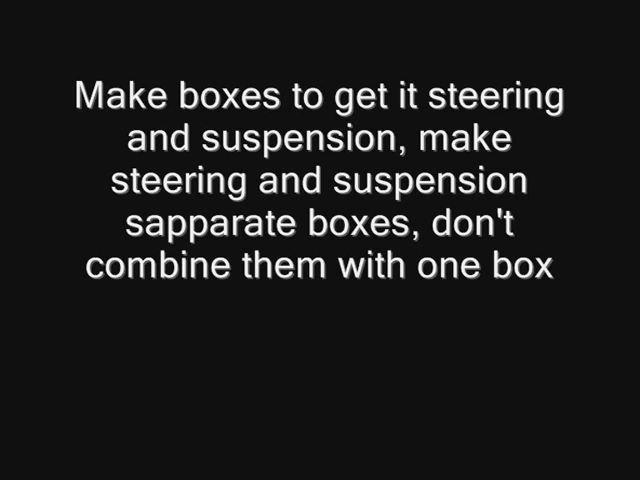 Make boxes to get it steering
and suspension, make
steering and suspension
sapparate boxes, don't
combine them with one box